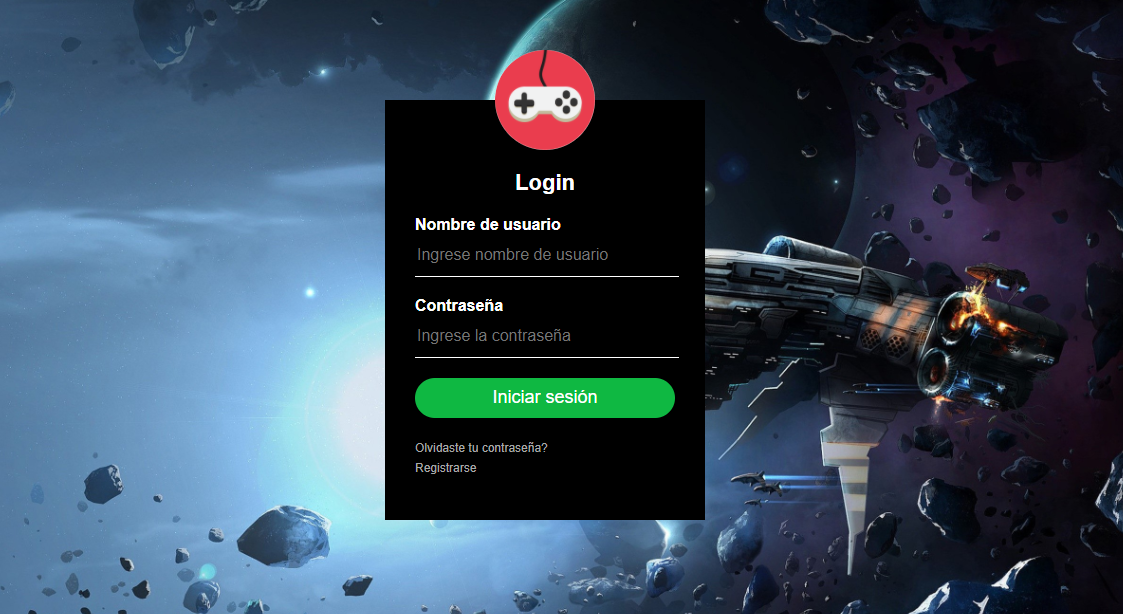 Login
Nombre de usuario
Ingrese nombre de usuario
Contraseña
Ingrese la contraseña
Iniciar sesión
Olvidaste tu contraseña?
Registrarse